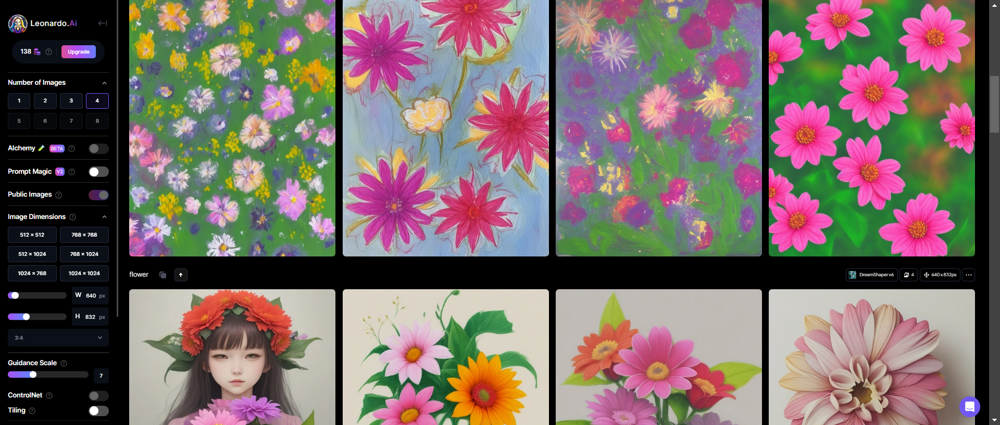 Leonardo.Ai
138 Upgrade
Number of Images
1 2 3 4
5 6 7 8
Alchemy BETA
Prompt Magic V2
Public Images
Image Dimensions
512 × 512 768 × 768
512 × 1024 768 × 1024
1024 × 768 1024 × 1024
W 640 px
H 832 px
3:4
Guidance Scale
7
ControlNet
Tiling
flower
DreamShaper v6 4 640 x 832px